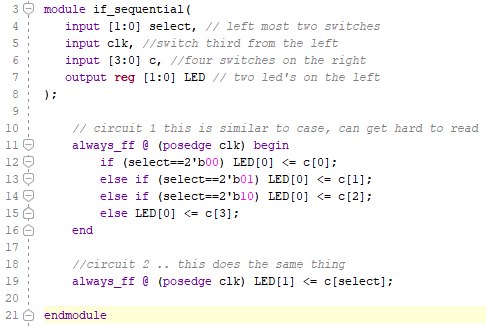 3 module if_sequential(
4 input [1:0] select, // left most two switches
5 input clk, //switch third from the left
6 input [3:0] c, //four switches on the right
7 output reg [1:0] LED // two led's on the left
8 );
9
10 // circuit 1 this is similar to case, can get hard to read
11 always_ff @ (posedge clk) begin
12 if (select==2'b00) LED[0] <= c[0];
13 else if (select==2'b01) LED[0] <= c[1];
14 else if (select==2'b10) LED[0] <= c[2];
15 else LED[0] <= c[3];
16 end
17
18 //circuit 2 .. this does the same thing
19 always_ff @ (posedge clk) LED[1] <= c[select];
20
21 endmodule